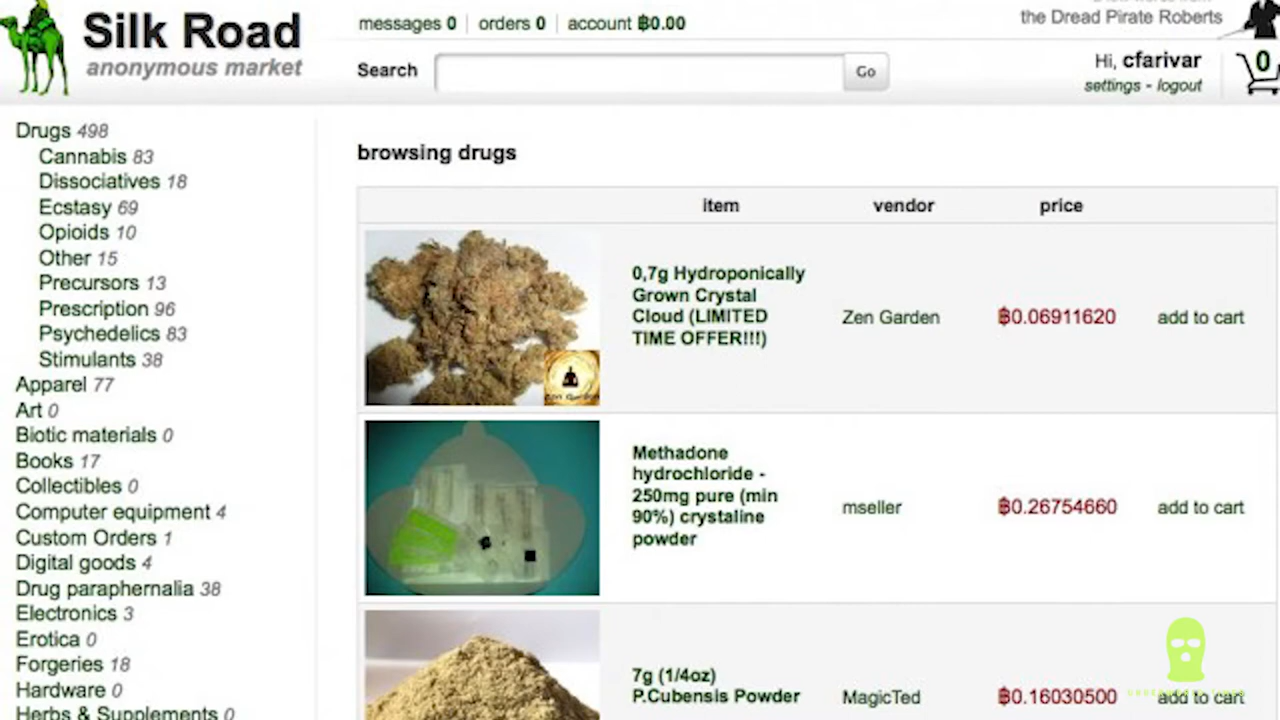 Silk Road
anonymous market
messages 0
orders 0
account ฿0.00
the Dread Pirate Roberts
Search
Go
Hi, cfarivar
settings - logout
0
Drugs 498
Cannabis 83
Dissociatives 18
Ecstasy 69
Opioids 10
Other 15
Precursors 13
Prescription 96
Psychedelics 83
Stimulants 38
Apparel 77
Art 0
Biotic materials 0
Books 17
Collectibles 0
Computer equipment 4
Custom Orders 1
Digital goods 4
Drug paraphernalia 38
Electronics 3
Erotica 0
Forgeries 18
Hardware 0
Herbs & Supplements 0
browsing drugs
item vendor price
0,7g Hydroponically
Grown Crystal
Cloud (LIMITED
TIME OFFER!!!)
Zen Garden
฿0.06911620
add to cart
Zen Garden
Methadone
hydrochloride -
250mg pure (min
90%) crystaline
powder
mseller
฿0.26754660
add to cart
7g (1/4oz)
P.Cubensis Powder
MagicTed
฿0.16030500
add to cart